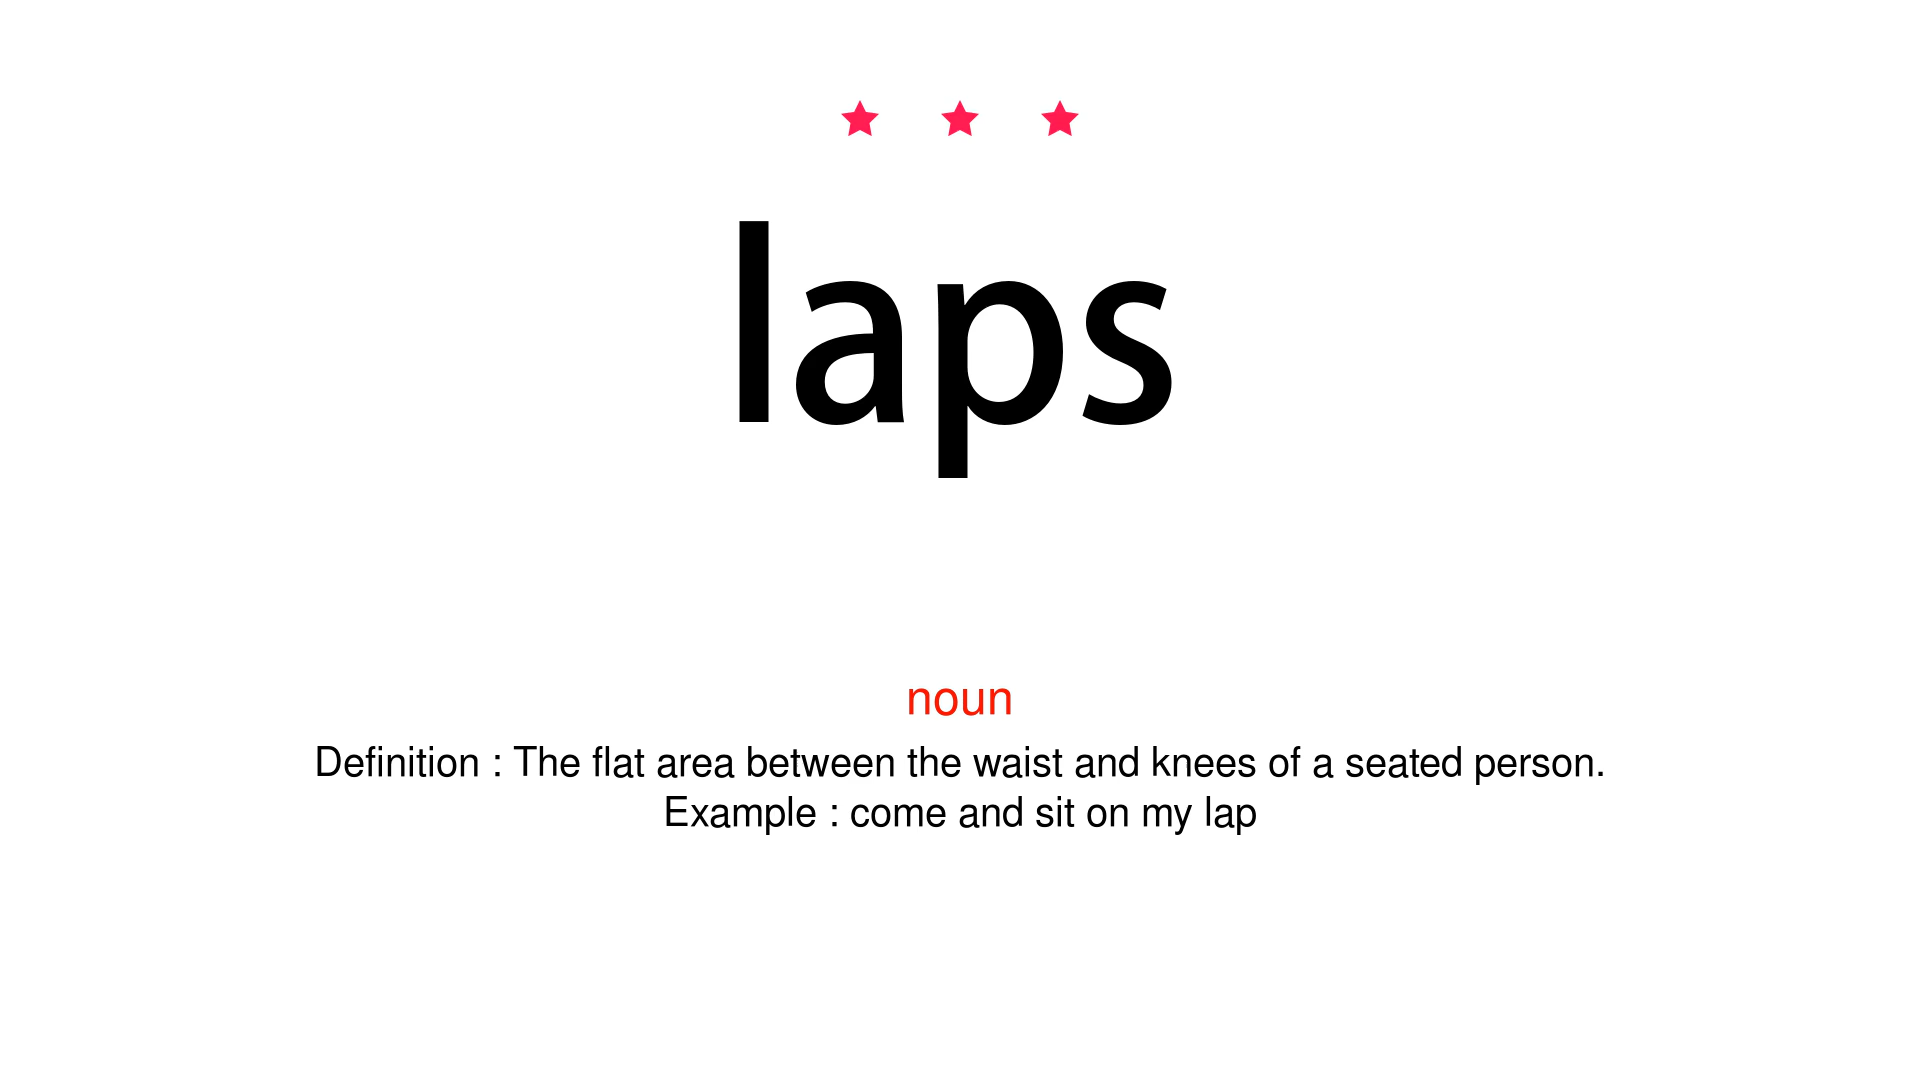 laps
noun
Definition : The flat area between the waist and knees of a seated person.
Example : come and sit on my lap